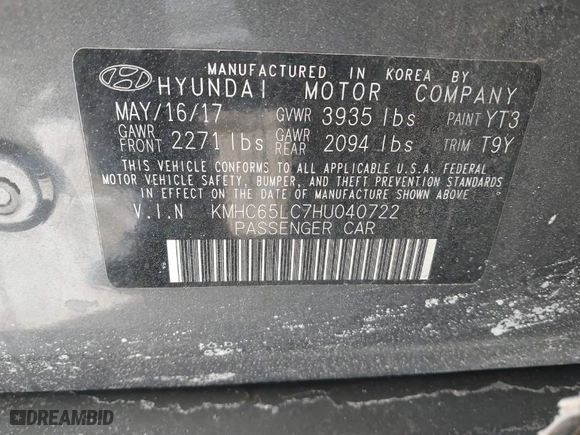 MANUFACTURED IN KOREA BY
HYUNDAI MOTOR COMPANY
MAY/16/17 GVWR 3935 lbs PAINT YT3
GAWR FRONT 2271 lbs GAWR REAR 2094 lbs TRIM T9Y
THIS VEHICLE CONFORMS TO ALL APPLICABLE U.S.A. FEDERAL
MOTOR VEHICLE SAFETY, BUMPER, AND THEFT PREVENTION STANDARDS
IN EFFECT ON THE DATE OF MANUFACTURE SHOWN ABOVE.
V.I.N KMHC65LC7HU040722
PASSENGER CAR
DREAMBID